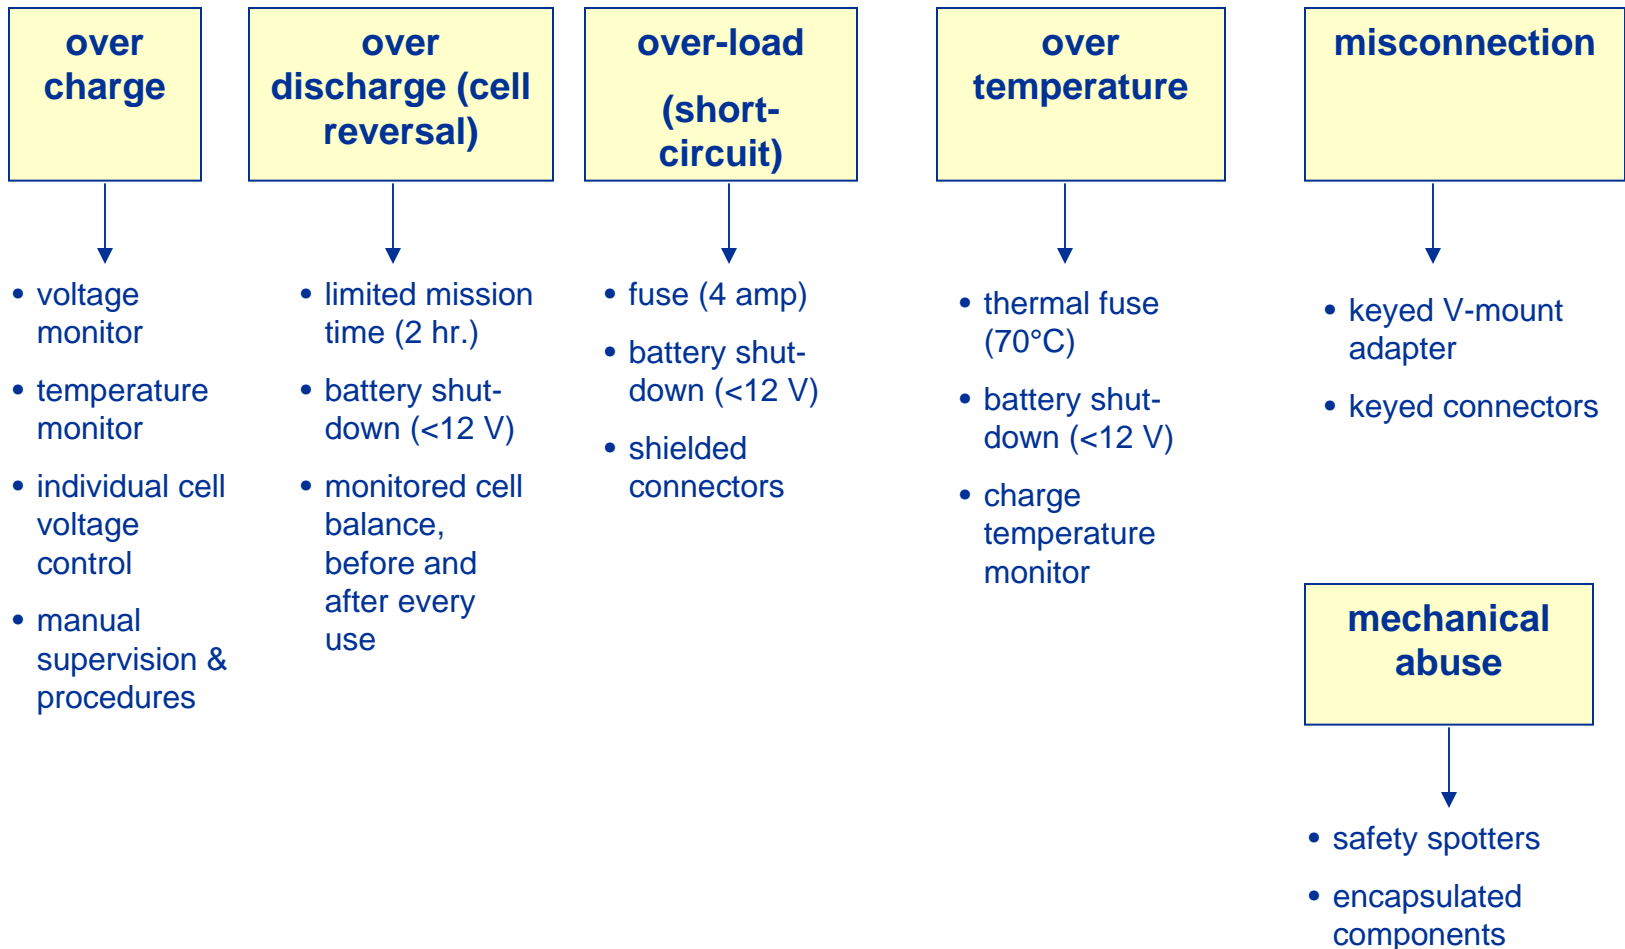 over
charge
• voltage
monitor
• temperature
monitor
• individual cell
voltage
control
• manual
supervision &
procedures
over
discharge (cell
reversal)
• limited mission
time (2 hr.)
• battery shut-
down (<12 V)
• monitored cell
balance,
before and
after every
use
over-load
(short-
circuit)
• fuse (4 amp)
• battery shut-
down (<12 V)
• shielded
connectors
over
temperature
• thermal fuse
(70°C)
• battery shut-
down (<12 V)
• charge
temperature
monitor
misconnection
• keyed V-mount
adapter
• keyed connectors
mechanical
abuse
• safety spotters
• encapsulated
components